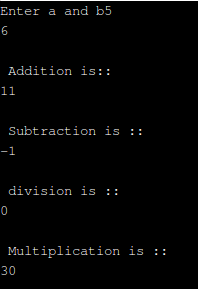 Enter a and b5
6
Addition is::
11
Subtraction is ::
-1
division is ::
0
Multiplication is ::
30